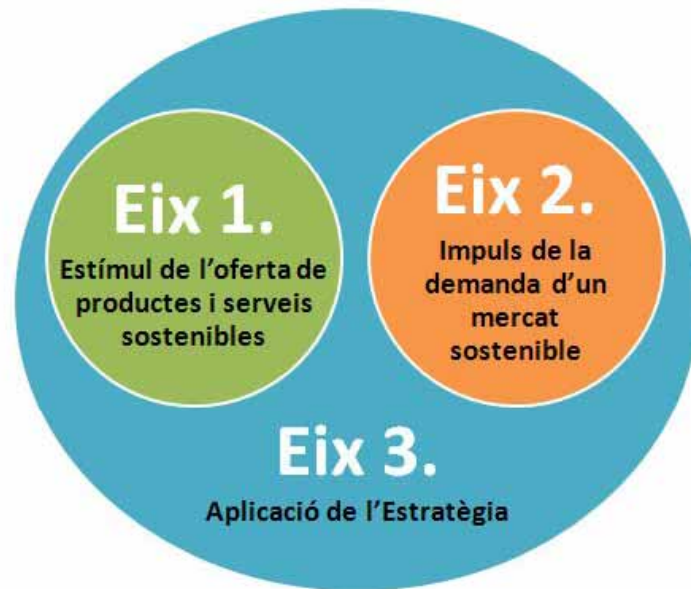 Eix 1.
Estímul de l'oferta de
productes i serveis
sostenibles
Eix 2.
Impuls de la
demanda d'un
mercat
sostenible
Eix 3.
Aplicació de l'Estratègia